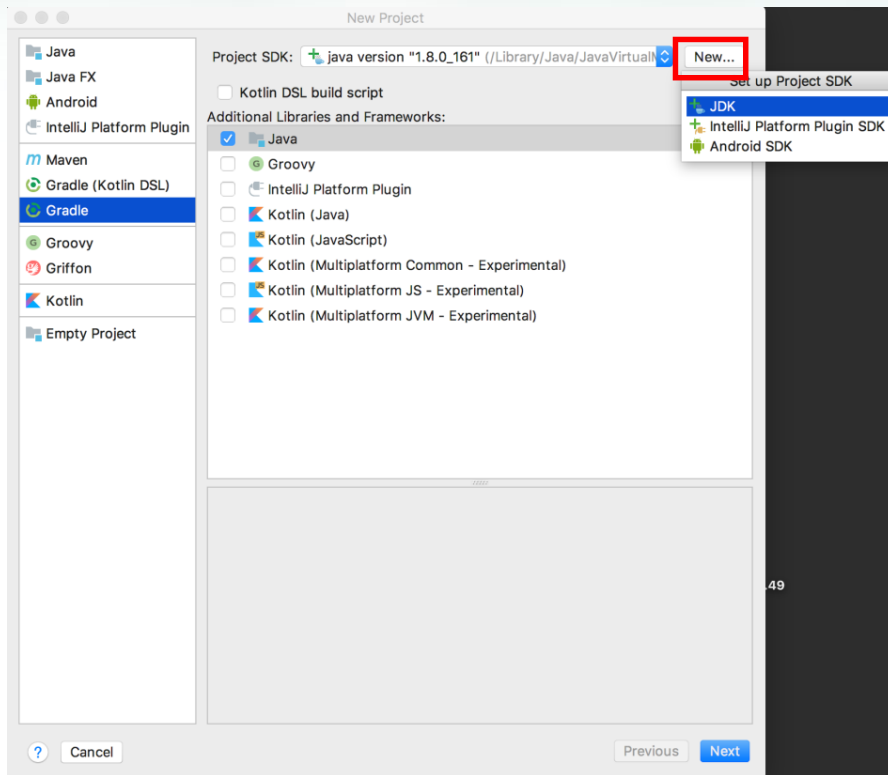 New Project
Java
Java FX
Android
IntelliJ Platform Plugin
Maven
Gradle (Kotlin DSL)
Gradle
Groovy
Griffon
Kotlin
Empty Project
Project SDK: java version "1.8.0_161" (/Library/Java/JavaVirtualM New...
Set up Project SDK
JDK
IntelliJ Platform Plugin SDK
Android SDK
Kotlin DSL build script
Additional Libraries and Frameworks:
Java
Groovy
IntelliJ Platform Plugin
Kotlin (Java)
Kotlin (JavaScript)
Kotlin (Multiplatform Common - Experimental)
Kotlin (Multiplatform JS - Experimental)
Kotlin (Multiplatform JVM - Experimental)
.49
? Cancel Previous Next